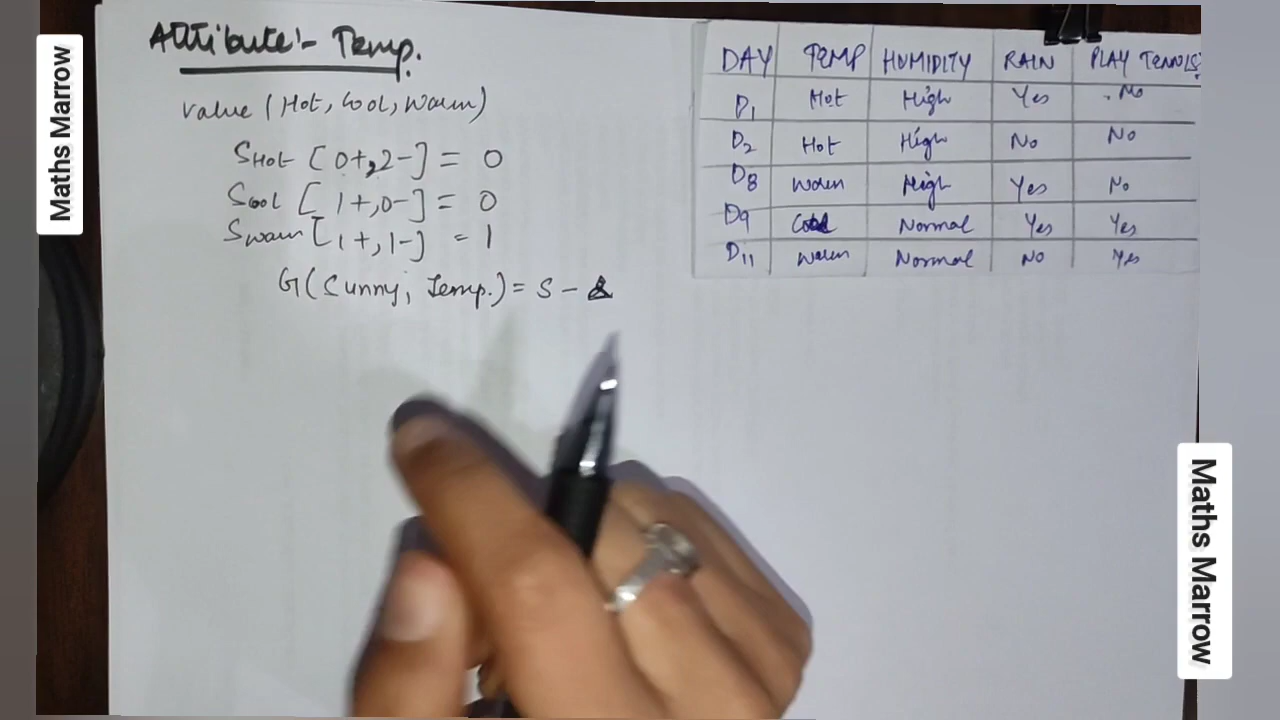 Attribute:- Temp.
Value (Hot, Cool, Warm)
SHot [0+,2-] = 0
Scool [1+,0-] = 0
Swarm [1+,1-] = 1
G(Sunny, Temp.) = S -
DAY TEMP HUMIDITY RAIN PLAY TENNIS
D1 Hot High Yes No
D2 Hot High No No
D8 Warm High Yes No
D9 Cool Normal Yes Yes
D11 Warm Normal No Yes
Maths Marrow
Maths Marrow